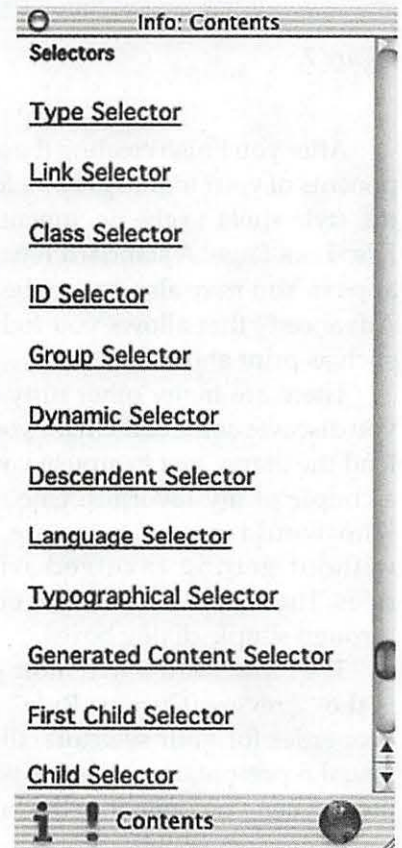 Info: Contents
Selectors
Type Selector
Link Selector
Class Selector
ID Selector
Group Selector
Dynamic Selector
Descendent Selector
Language Selector
Typographical Selector
Generated Content Selector
First Child Selector
Child Selector
Contents